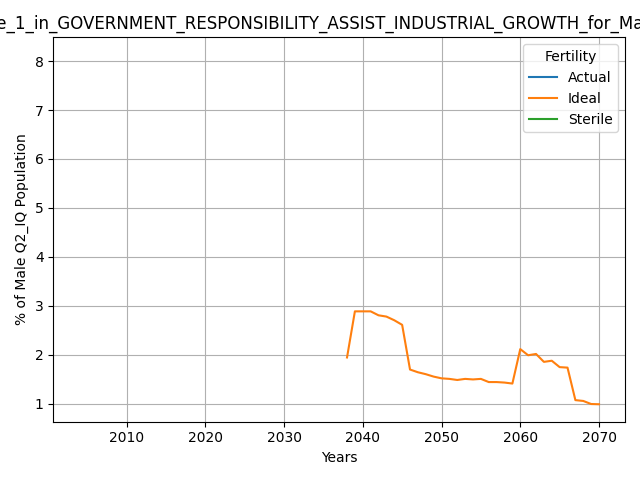 e_1_in_GOVERNMENT_RESPONSIBILITY_ASSIST_INDUSTRIAL_GROWTH_for_Ma
Fertility
Actual
Ideal
Sterile
% of Male Q2_IQ Population
8
7
6
5
4
3
2
1
2010 2020 2030 2040 2050 2060 2070
Years